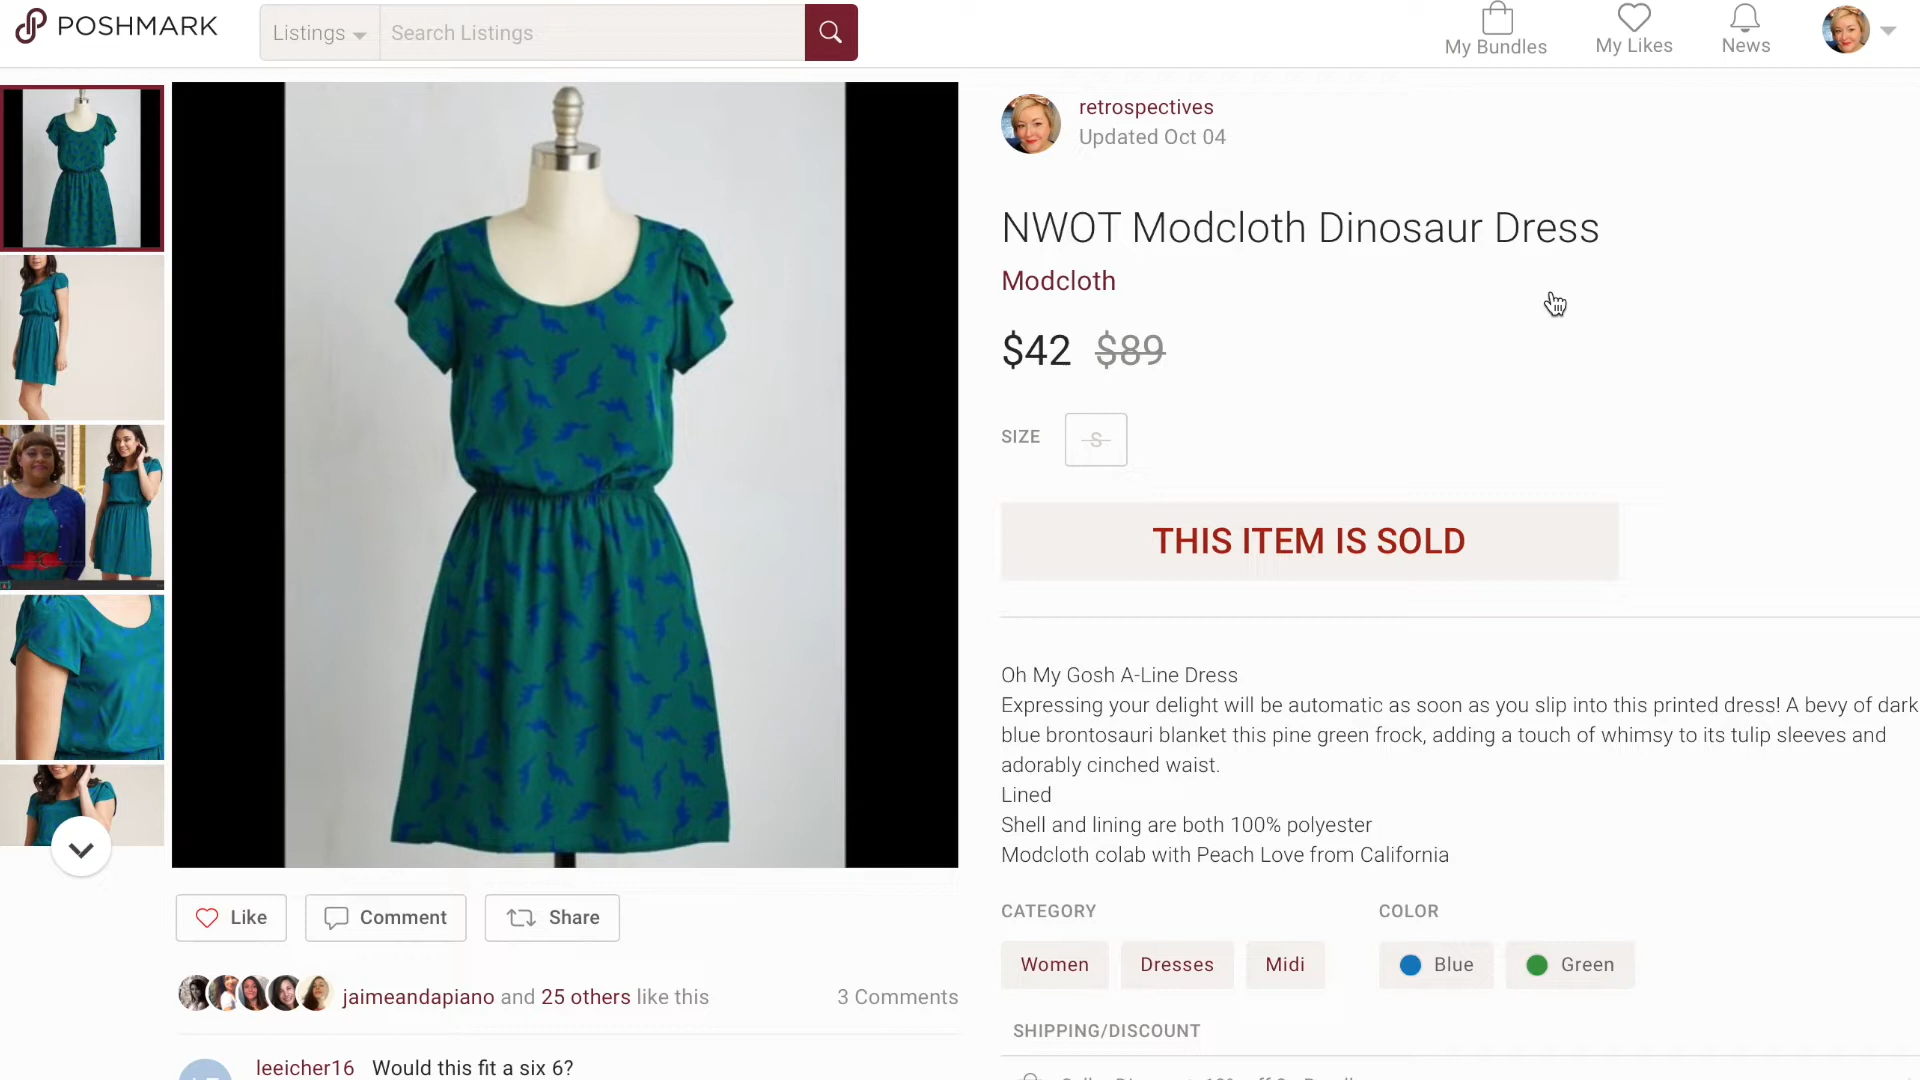 POSHMARK
Listings
Search Listings
My Bundles
My Likes
News
retrospectives
Updated Oct 04
NWOT Modcloth Dinosaur Dress
Modcloth
$42 $89
SIZE S
THIS ITEM IS SOLD
Oh My Gosh A-Line Dress
Expressing your delight will be automatic as soon as you slip into this printed dress! A bevy of dark
blue brontosauri blanket this pine green frock, adding a touch of whimsy to its tulip sleeves and
adorably cinched waist.
Lined
Shell and lining are both 100% polyester
Modcloth colab with Peach Love from California
CATEGORY
Women Dresses Midi
COLOR
Blue Green
SHIPPING/DISCOUNT
Like
Comment
Share
jaimeandapiano and 25 others like this
3 Comments
leeicher16 Would this fit a six 6?